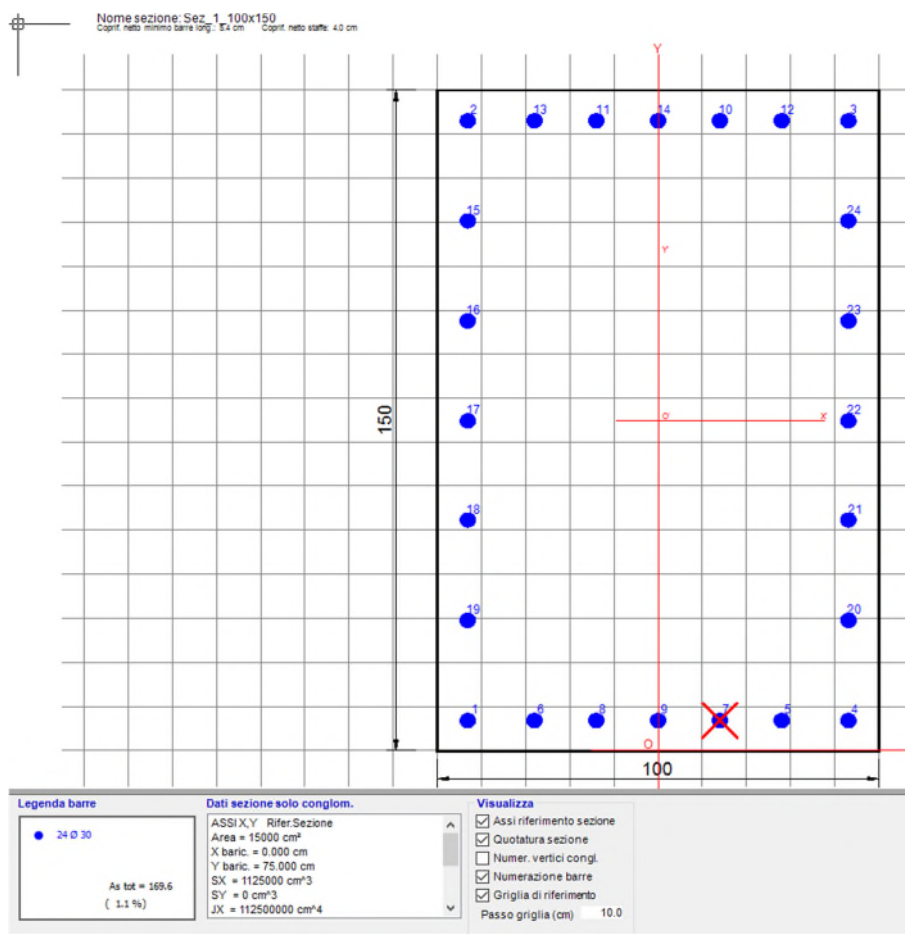 Nome sezione: Sez_1_100x150
Coprif. netto minimo barre long.: 5.4 cm Coprif. netto staffe: 4.0 cm
Y
2 13 11 14 10 12 3
15 24
Y'
16 23
150
17 O' X' 22
18 21
19 20
1 6 8 9 7 5 4
O
100
Legenda barre
24 Ø 30
As tot = 169.6
( 1.1 %)
Dati sezione solo conglom.
ASSI X,Y Rifer.Sezione
Area = 15000 cm²
X baric. = 0.000 cm
Y baric. = 75.000 cm
SX = 1125000 cm^3
SY = 0 cm^3
JX = 112500000 cm^4
Visualizza
Assi riferimento sezione
Quotatura sezione
Numer. vertici congl.
Numerazione barre
Griglia di riferimento
Passo griglia (cm) 10.0